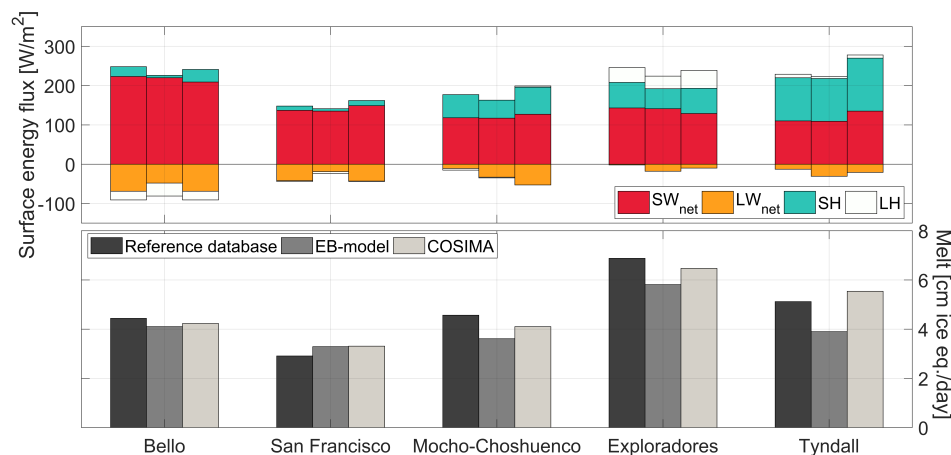 Surface energy flux [W/m²]
300
200
100
0
-100
SWnet LWnet SH LH
Reference database EB-model COSIMA
8
6
4
2
0
Melt [cm ice eq./day]
Bello San Francisco Mocho-Choshuenco Exploradores Tyndall